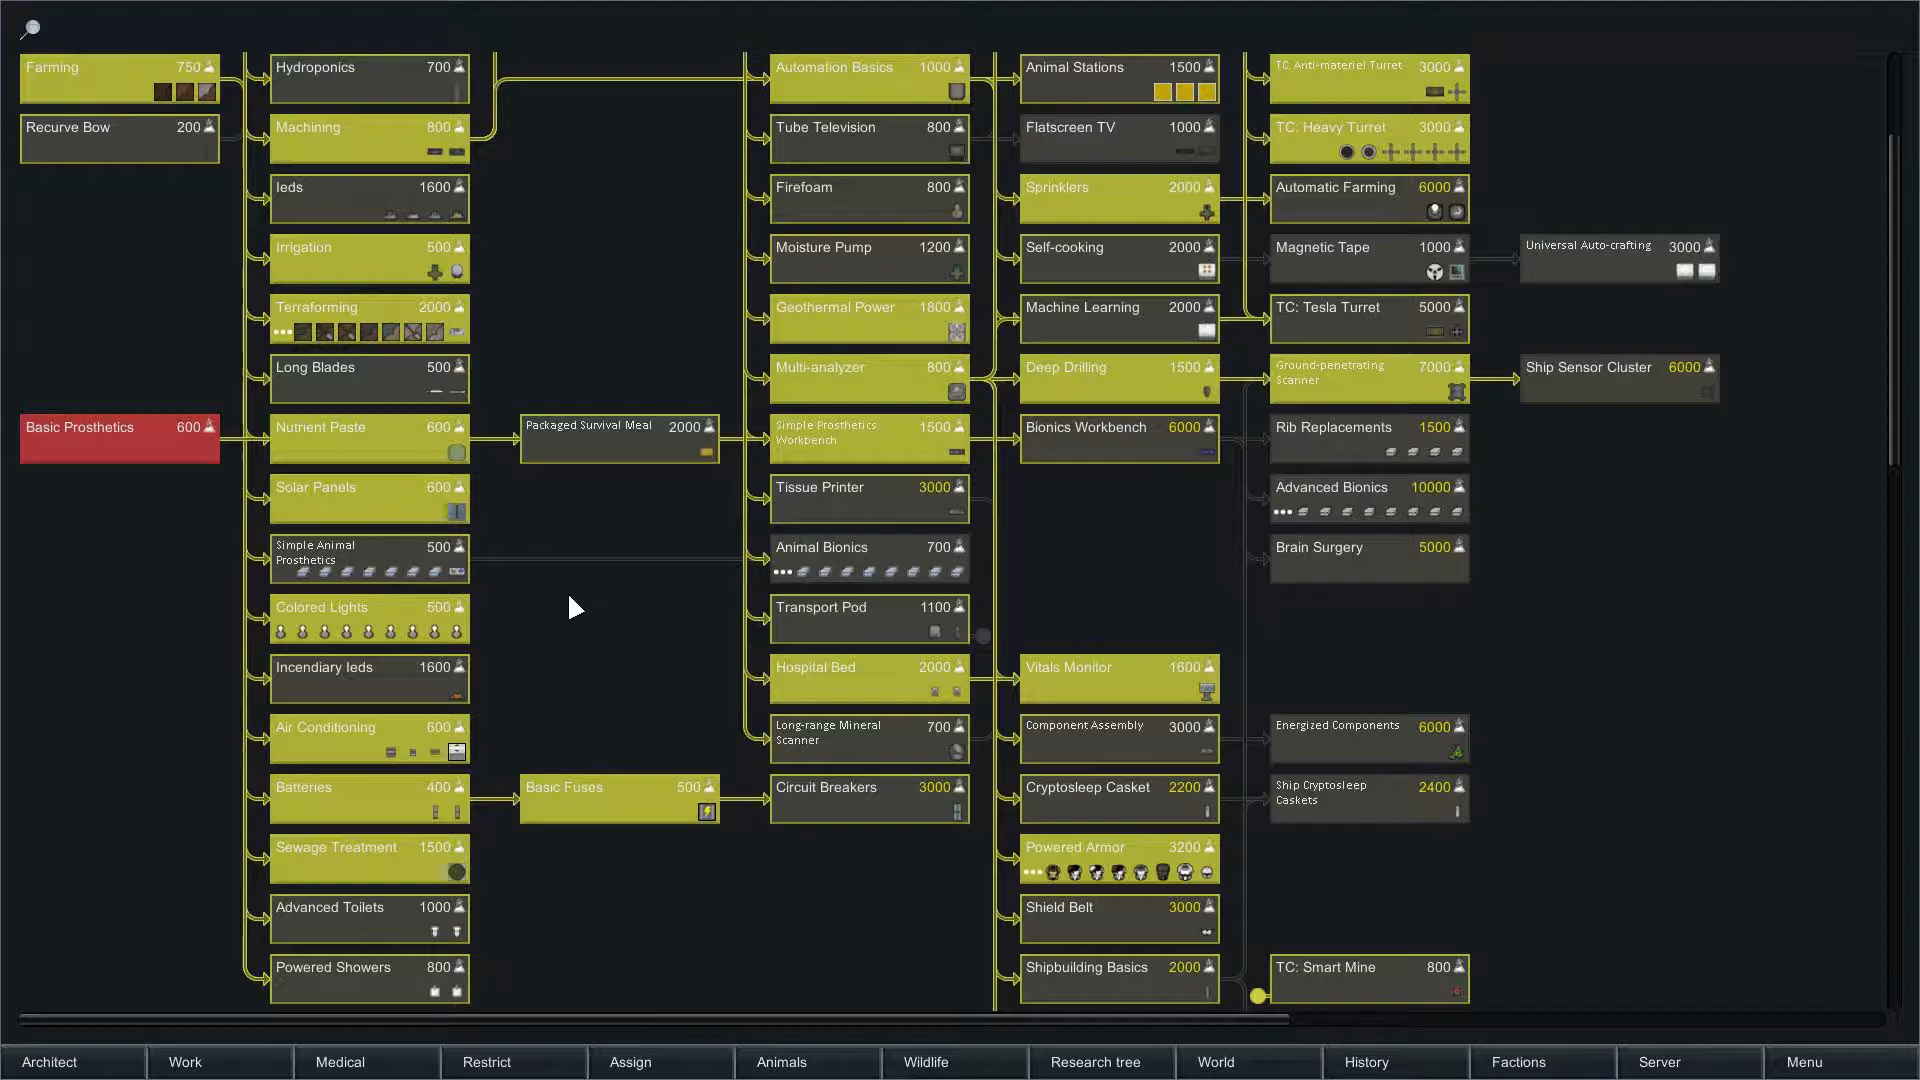 Farming 750
Recurve Bow 200
Basic Prosthetics 600
Hydroponics 700
Machining 800
Ieds 1600
Irrigation 500
Terraforming 2000
Long Blades 500
Nutrient Paste 600
Solar Panels 600
Simple Animal
Prosthetics 500
Colored Lights 500
Incendiary Ieds 1600
Air Conditioning 600
Batteries 400
Sewage Treatment 1500
Advanced Toilets 1000
Powered Showers 800
Packaged Survival Meal 2000
Basic Fuses 500
Automation Basics 1000
Tube Television 800
Firefoam 800
Moisture Pump 1200
Geothermal Power 1800
Multi-analyzer 800
Simple Prosthetics
Workbench 1500
Tissue Printer 3000
Animal Bionics 700
Transport Pod 1100
Hospital Bed 2000
Long-range Mineral
Scanner 700
Circuit Breakers 3000
Animal Stations 1500
Flatscreen TV 1000
Sprinklers 2000
Self-cooking 2000
Machine Learning 2000
Deep Drilling 1500
Bionics Workbench 6000
Vitals Monitor 1600
Component Assembly 3000
Cryptosleep Casket 2200
Powered Armor 3200
Shield Belt 3000
Shipbuilding Basics 2000
TC: Anti-materiel Turret 3000
TC: Heavy Turret 3000
Automatic Farming 6000
Magnetic Tape 1000
TC: Tesla Turret 5000
Ground-penetrating
Scanner 7000
Rib Replacements 1500
Advanced Bionics 10000
Brain Surgery 5000
Energized Components 6000
Ship Cryptosleep
Caskets 2400
TC: Smart Mine 800
Universal Auto-crafting 3000
Ship Sensor Cluster 6000
Architect
Work
Medical
Restrict
Assign
Animals
Wildlife
Research tree
World
History
Factions
Server
Menu